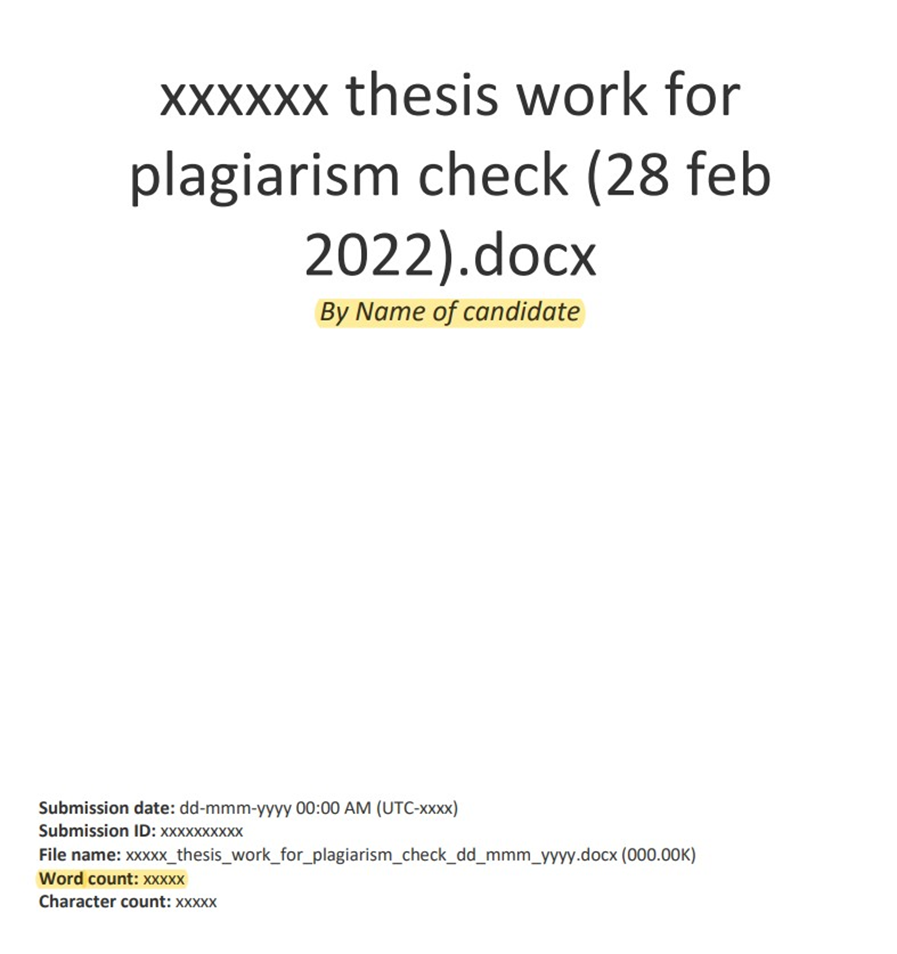 xxxxxx thesis work for
plagiarism check (28 feb
2022).docx
By Name of candidate
Submission date: dd-mmm-yyyy 00:00 AM (UTC-xxxx)
Submission ID: xxxxxxxxxx
File name: xxxxx_thesis_work_for_plagiarism_check_dd_mmm_yyyy.docx (000.00K)
Word count: xxxxx
Character count: xxxxx